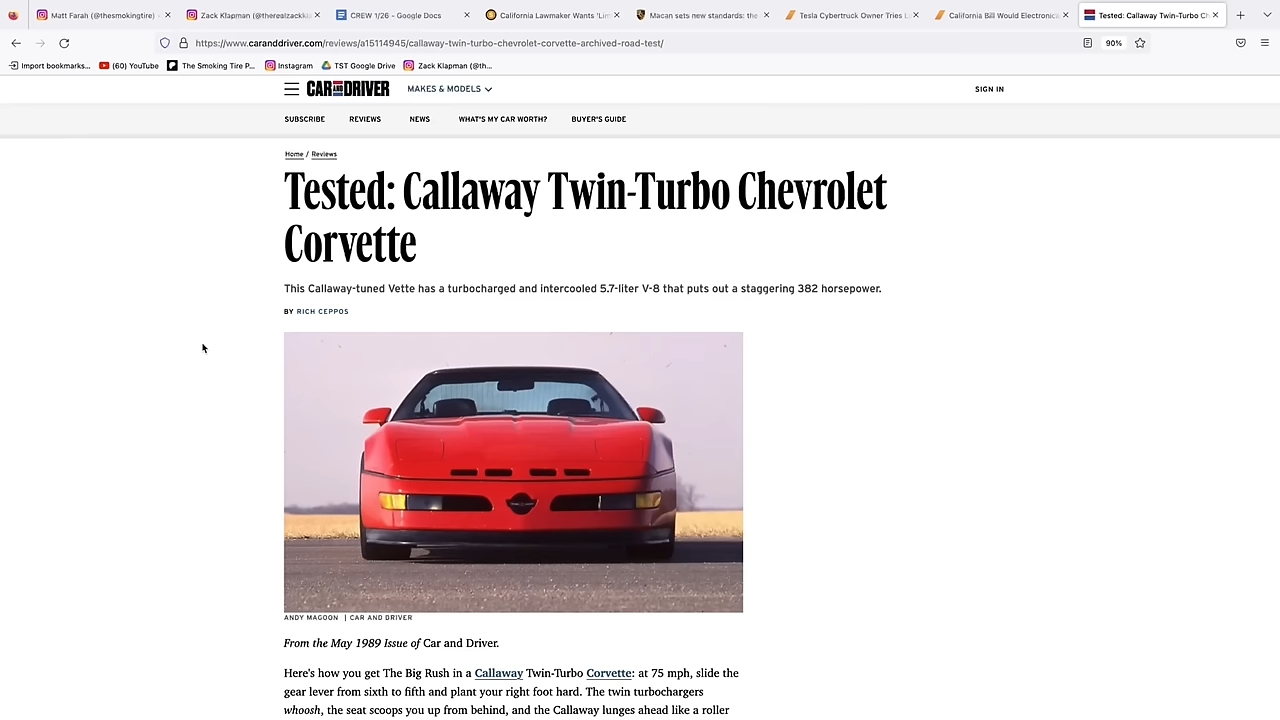 Matt Farah (@thesmokingtire)
Zack Klapman (@therealzackkl
CREW 1/26 - Google Docs
California Lawmaker Wants 'Lim
Macan sets new standards: the
Tesla Cybertruck Owner Tries L
California Bill Would Electronica
Tested: Callaway Twin-Turbo Ch
https://www.caranddriver.com/reviews/a15114945/callaway-twin-turbo-chevrolet-corvette-archived-road-test/
90%
Import bookmarks...
(60) YouTube
The Smoking Tire P...
Instagram
TST Google Drive
Zack Klapman (@th...
CAR AND DRIVER
MAKES & MODELS
SIGN IN
SUBSCRIBE
REVIEWS
NEWS
WHAT'S MY CAR WORTH?
BUYER'S GUIDE
Home / Reviews
Tested: Callaway Twin-Turbo Chevrolet
Corvette
This Callaway-tuned Vette has a turbocharged and intercooled 5.7-liter V-8 that puts out a staggering 382 horsepower.
BY RICH CEPPOS
ANDY MAGOON | CAR AND DRIVER
From the May 1989 Issue of Car and Driver.
Here's how you get The Big Rush in a Callaway Twin-Turbo Corvette: at 75 mph, slide the
gear lever from sixth to fifth and plant your right foot hard. The twin turbochargers
whoosh, the seat scoops you up from behind, and the Callaway lunges ahead like a roller